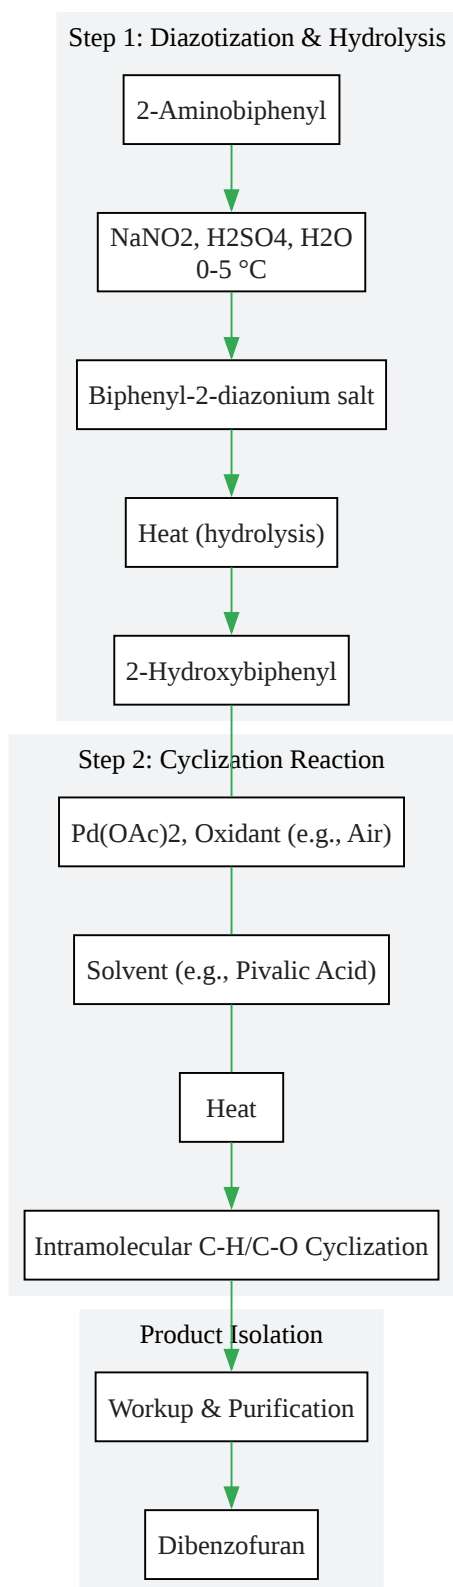 Step 1: Diazotization & Hydrolysis
2-Aminobiphenyl
NaNO2, H2SO4, H2O
0-5 °C
Biphenyl-2-diazonium salt
Heat (hydrolysis)
2-Hydroxybiphenyl
Step 2: Cyclization Reaction
Pd(OAc)2, Oxidant (e.g., Air)
Solvent (e.g., Pivalic Acid)
Heat
Intramolecular C-H/C-O Cyclization
Product Isolation
Workup & Purification
Dibenzofuran